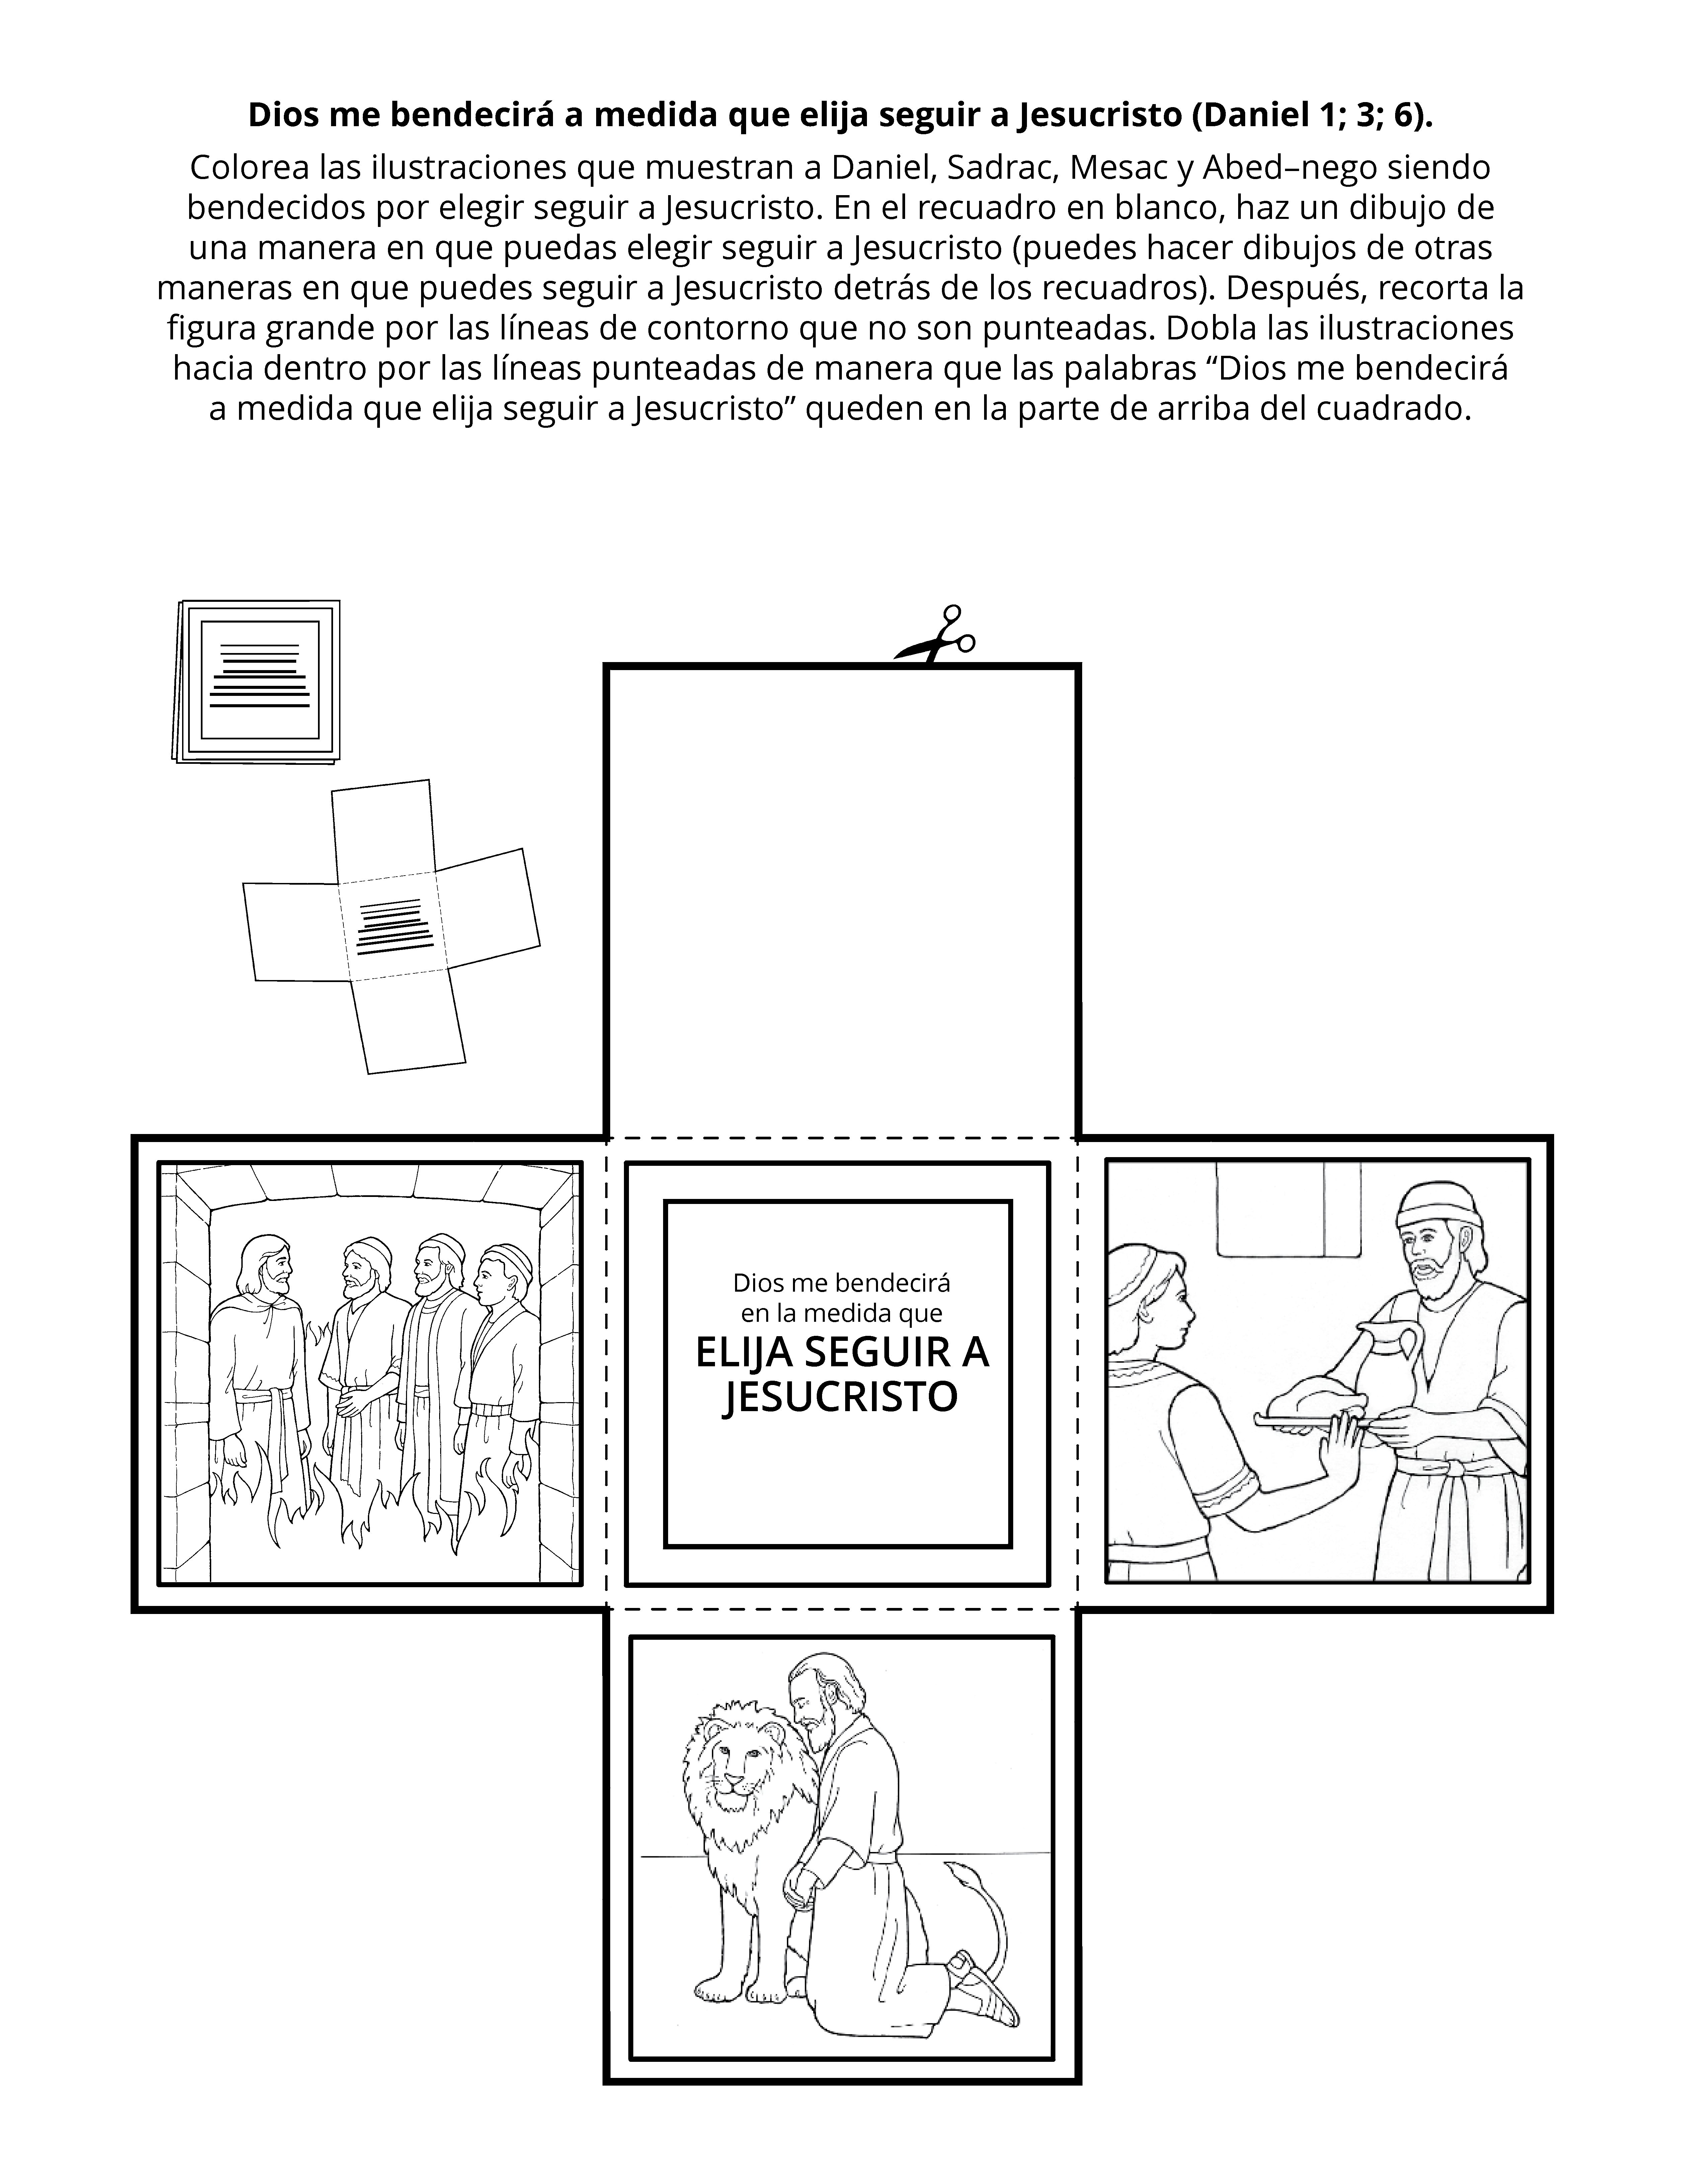 Dios me bendecirá a medida que elija seguir a Jesucristo (Daniel 1; 3; 6).
Colorea las ilustraciones que muestran a Daniel, Sadrac, Mesac y Abed–nego siendo
bendecidos por elegir seguir a Jesucristo. En el recuadro en blanco, haz un dibujo de
una manera en que puedas elegir seguir a Jesucristo (puedes hacer dibujos de otras
maneras en que puedes seguir a Jesucristo detrás de los recuadros). Después, recorta la
figura grande por las líneas de contorno que no son punteadas. Dobla las ilustraciones
hacia dentro por las líneas punteadas de manera que las palabras “Dios me bendecirá
a medida que elija seguir a Jesucristo” queden en la parte de arriba del cuadrado.
Dios me bendecirá
en la medida que
ELIJA SEGUIR A
JESUCRISTO